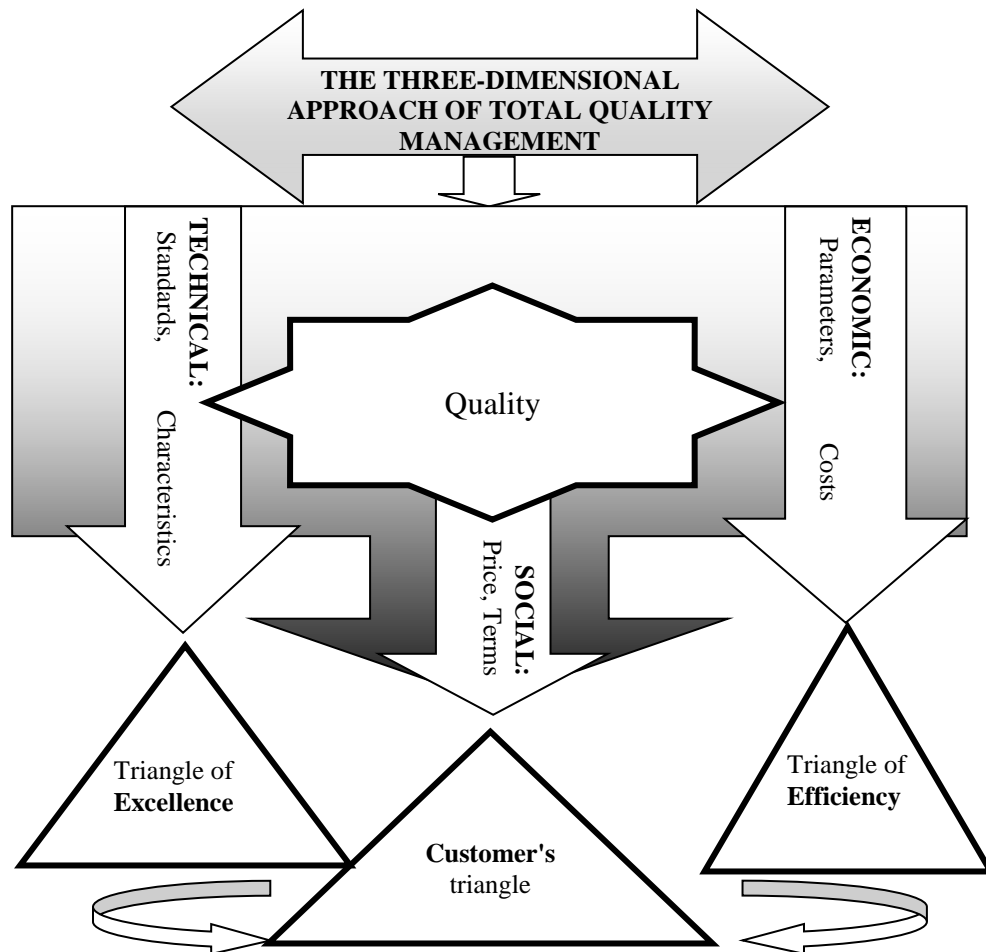 THE THREE-DIMENSIONAL
APPROACH OF TOTAL QUALITY
MANAGEMENT
TECHNICAL:
Standards,
Characteristics
Quality
ECONOMIC:
Parameters,
Costs
SOCIAL:
Price, Terms
Triangle of
Excellence
Customer's
triangle
Triangle of
Efficiency